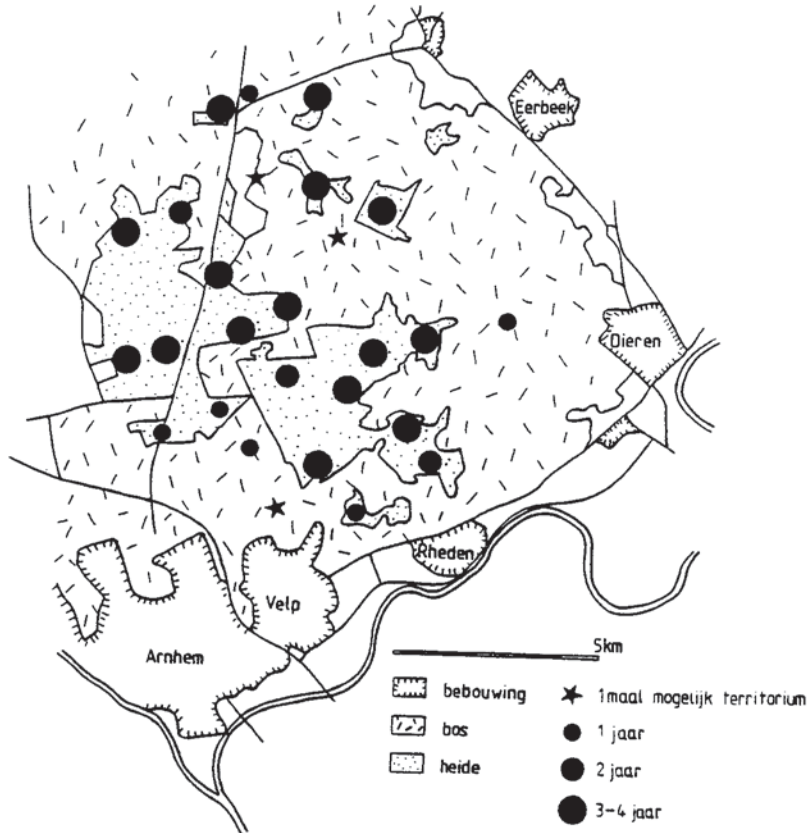 Eerbeek
Dieren
Rheden
Velp
Arnhem
5km
bebouwing
bos
heide
1maal mogelijk territorium
1 jaar
2 jaar
3-4 jaar